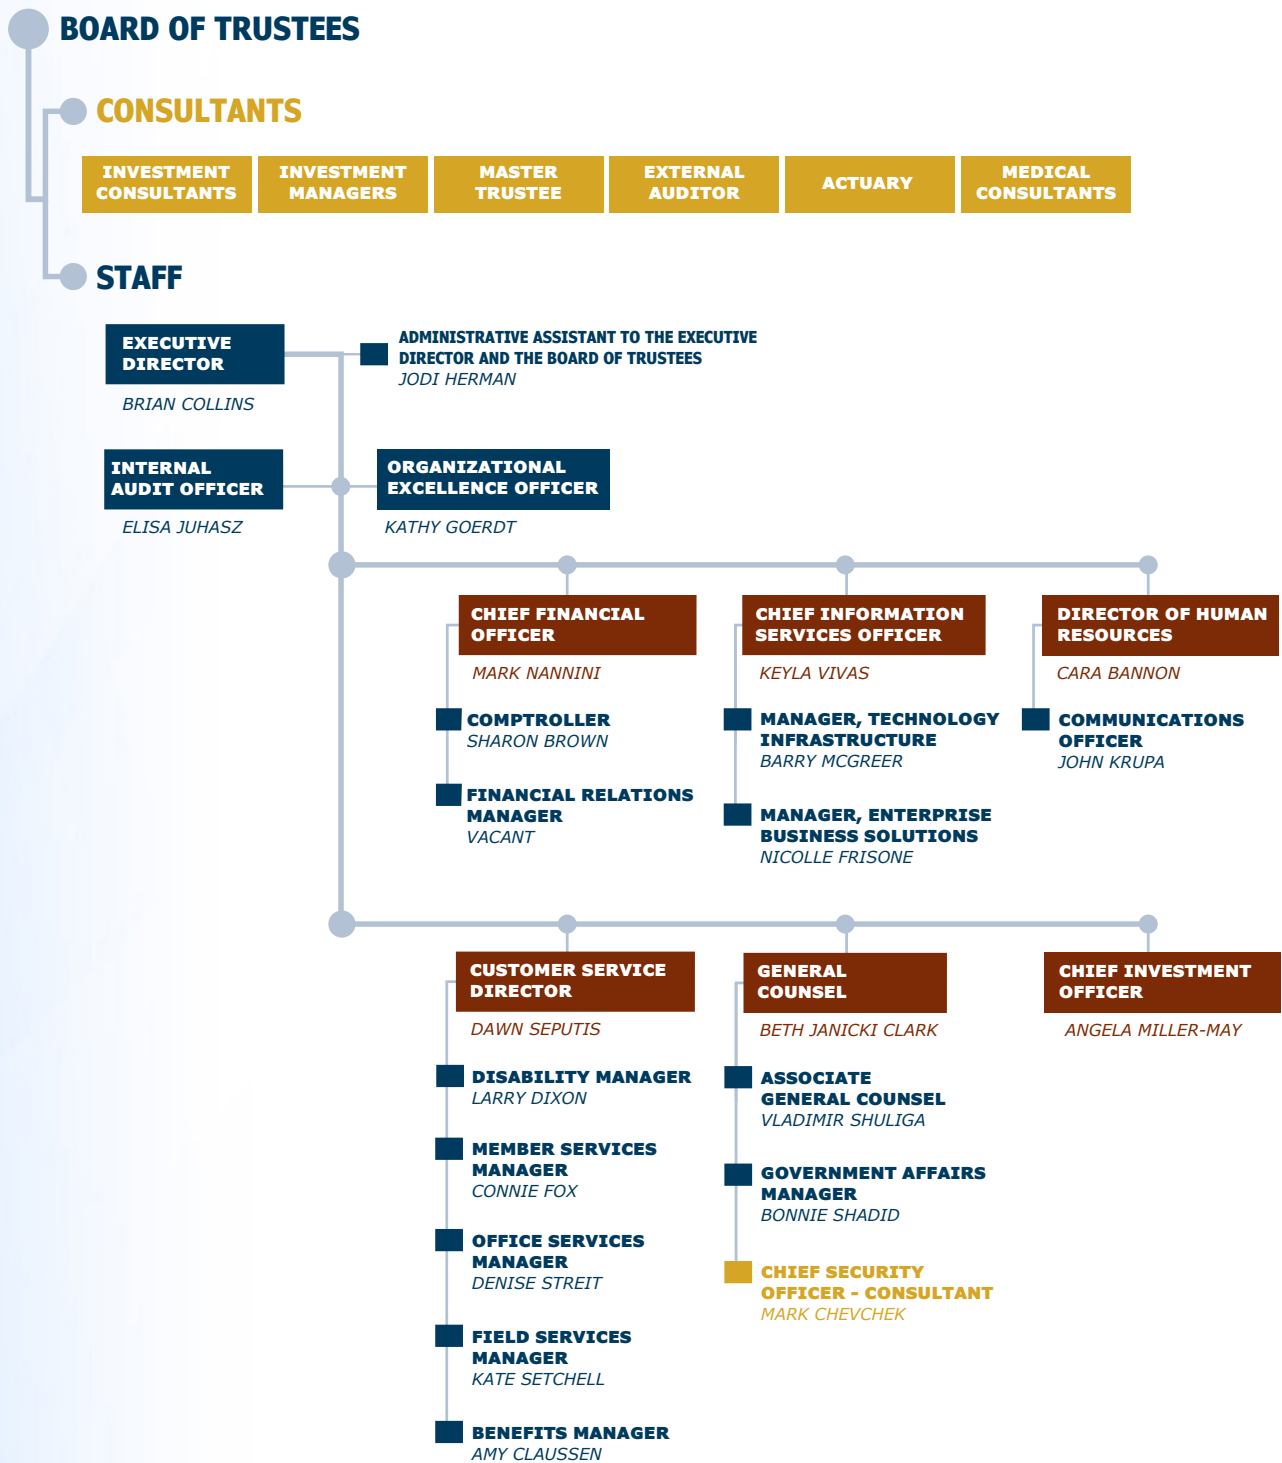 BOARD OF TRUSTEES
CONSULTANTS
INVESTMENT
CONSULTANTS
INVESTMENT
MANAGERS
MASTER
TRUSTEE
EXTERNAL
AUDITOR
ACTUARY
MEDICAL
CONSULTANTS
STAFF
EXECUTIVE
DIRECTOR
BRIAN COLLINS
ADMINISTRATIVE ASSISTANT TO THE EXECUTIVE
DIRECTOR AND THE BOARD OF TRUSTEES
JODI HERMAN
INTERNAL
AUDIT OFFICER
ELISA JUHASZ
ORGANIZATIONAL
EXCELLENCE OFFICER
KATHY GOERDT
CHIEF FINANCIAL
OFFICER
MARK NANNINI
COMPTROLLER
SHARON BROWN
FINANCIAL RELATIONS
MANAGER
VACANT
CHIEF INFORMATION
SERVICES OFFICER
KEYLA VIVAS
MANAGER, TECHNOLOGY
INFRASTRUCTURE
BARRY MCGREER
MANAGER, ENTERPRISE
BUSINESS SOLUTIONS
NICOLLE FRISONE
DIRECTOR OF HUMAN
RESOURCES
CARA BANNON
COMMUNICATIONS
OFFICER
JOHN KRUPA
CUSTOMER SERVICE
DIRECTOR
DAWN SEPUTIS
DISABILITY MANAGER
LARRY DIXON
MEMBER SERVICES
MANAGER
CONNIE FOX
OFFICE SERVICES
MANAGER
DENISE STREIT
FIELD SERVICES
MANAGER
KATE SETCHELL
BENEFITS MANAGER
AMY CLAUSSEN
GENERAL
COUNSEL
BETH JANICKI CLARK
ASSOCIATE
GENERAL COUNSEL
VLADIMIR SHULIGA
GOVERNMENT AFFAIRS
MANAGER
BONNIE SHADID
CHIEF SECURITY
OFFICER - CONSULTANT
MARK CHEVCHEK
CHIEF INVESTMENT
OFFICER
ANGELA MILLER-MAY